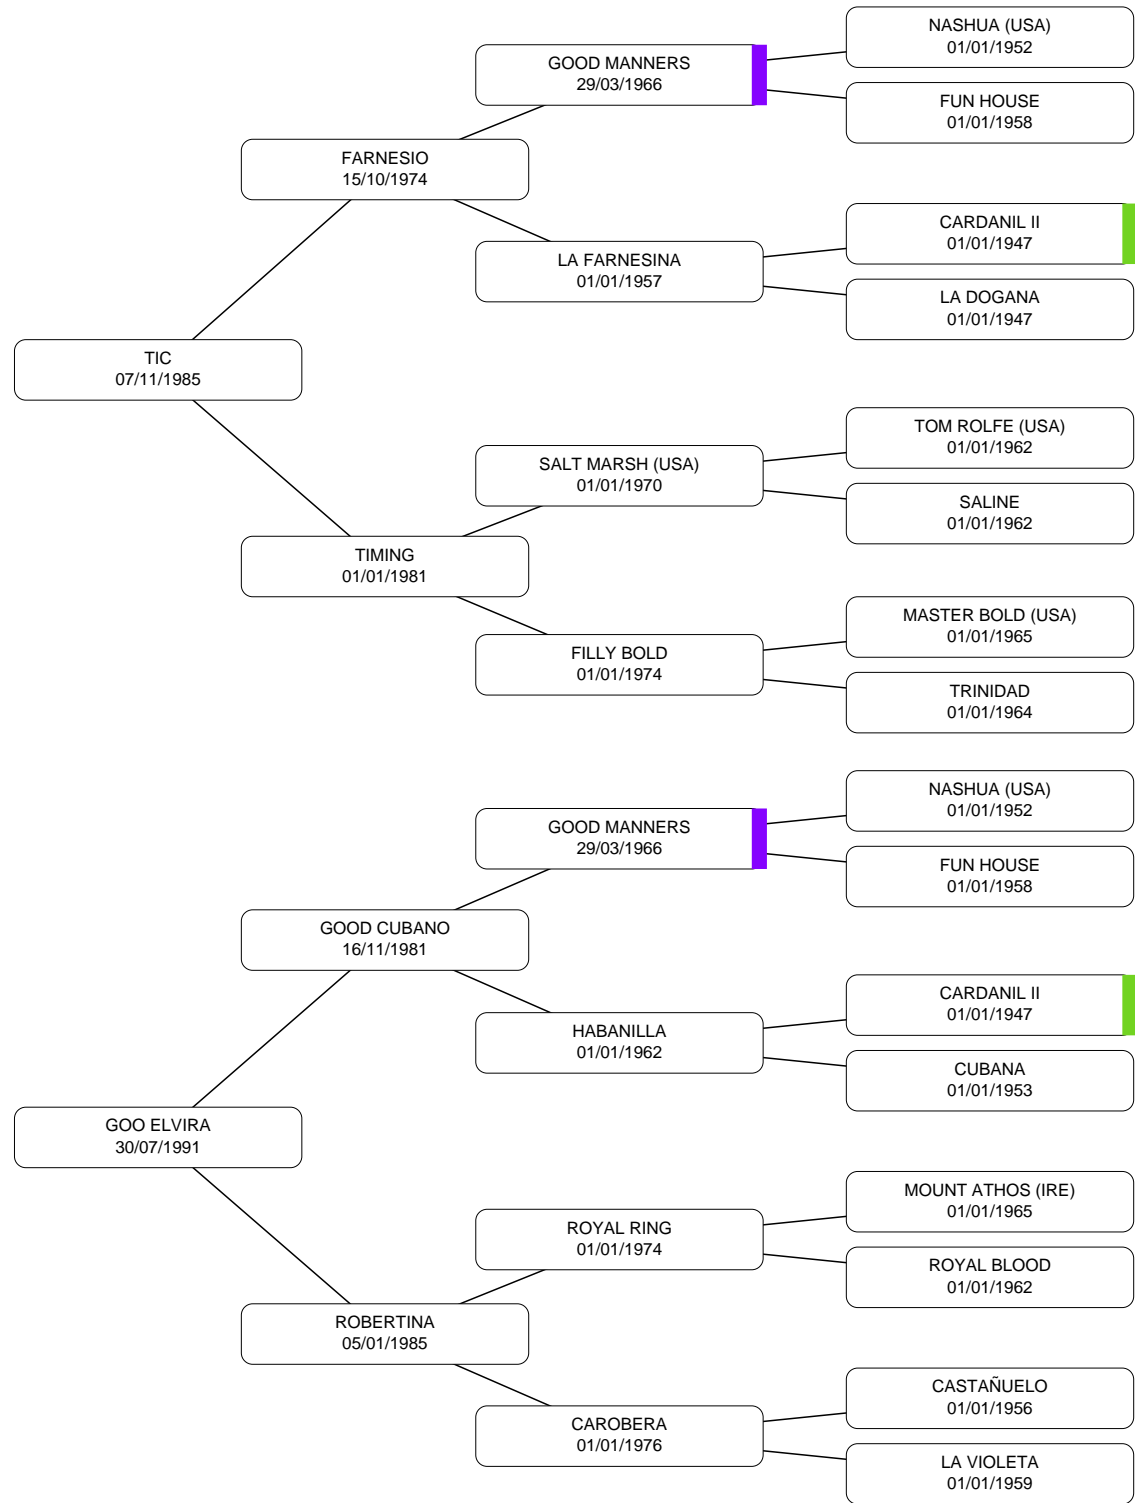 NASHUA (USA)
01/01/1952
GOOD MANNERS
29/03/1966
FUN HOUSE
01/01/1958
FARNESIO
15/10/1974
CARDANIL II
01/01/1947
LA FARNESINA
01/01/1957
LA DOGANA
01/01/1947
TIC
07/11/1985
TOM ROLFE (USA)
01/01/1962
SALT MARSH (USA)
01/01/1970
SALINE
01/01/1962
TIMING
01/01/1981
MASTER BOLD (USA)
01/01/1965
FILLY BOLD
01/01/1974
TRINIDAD
01/01/1964
NASHUA (USA)
01/01/1952
GOOD MANNERS
29/03/1966
FUN HOUSE
01/01/1958
GOOD CUBANO
16/11/1981
CARDANIL II
01/01/1947
HABANILLA
01/01/1962
CUBANA
01/01/1953
GOO ELVIRA
30/07/1991
MOUNT ATHOS (IRE)
01/01/1965
ROYAL RING
01/01/1974
ROYAL BLOOD
01/01/1962
ROBERTINA
05/01/1985
CASTAÑUELO
01/01/1956
CAROBERA
01/01/1976
LA VIOLETA
01/01/1959